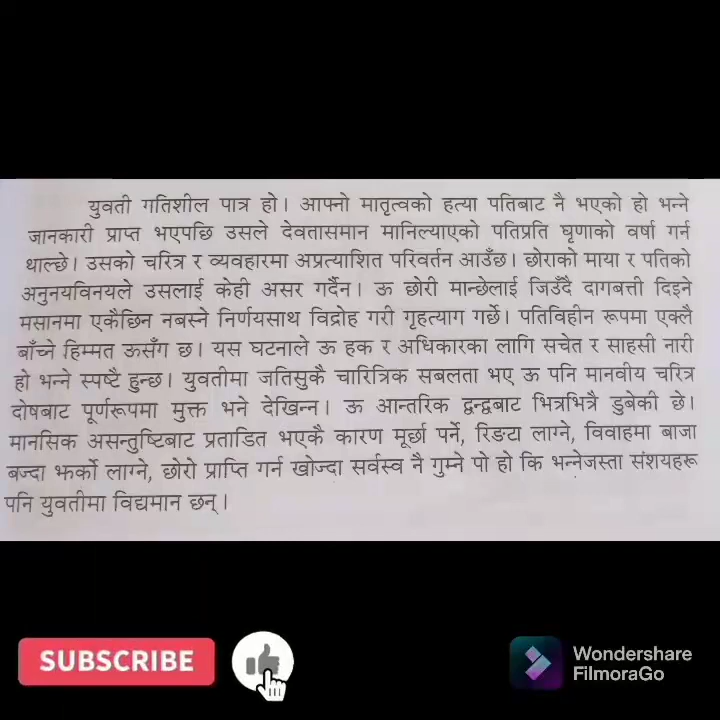 युवती गतिशील पात्र हो। आफ्नो मातृत्वको हत्या पतिबाट नै भएको हो भन्ने
जानकारी प्राप्त भएपछि उसले देवतासमान मानिल्याएको पतिप्रति घृणाको वर्षा गर्न
थाल्छे। उसको चरित्र र व्यवहारमा अप्रत्याशित परिवर्तन आउँछ। छोराको माया र पतिको
अनुनयविनयले उसलाई केही असर गर्दैन। ऊ छोरी मान्छेलाई जिउँदै दागबत्ती दिइने
मसानमा एकैछिन नबस्ने निर्णयसाथ विद्रोह गरी गृहत्याग गर्छे। पतिविहीन रूपमा एक्लै
बाँच्ने हिम्मत ऊसँग छ। यस घटनाले ऊ हक र अधिकारका लागि सचेत र साहसी नारी
हो भन्ने स्पष्टै हुन्छ। युवतीमा जतिसुकै चारित्रिक सबलता भए ऊ पनि मानवीय चरित्र
दोषबाट पूर्णरूपमा मुक्त भने देखिन्न। ऊ आन्तरिक द्वन्द्वबाट भित्रभित्रै डुबेकी छे।
मानसिक असन्तुष्टिबाट प्रताडित भएकै कारण मूर्छा पर्ने, रिङटा लाग्ने, विवाहमा बाजा
बज्दा झर्को लाग्ने, छोरो प्राप्ति गर्न खोज्दा सर्वस्व नै गुम्ने पो हो कि भन्नेजस्ता संशयहरू
पनि युवतीमा विद्यमान छन्।
SUBSCRIBE
Wondershare
FilmoraGo